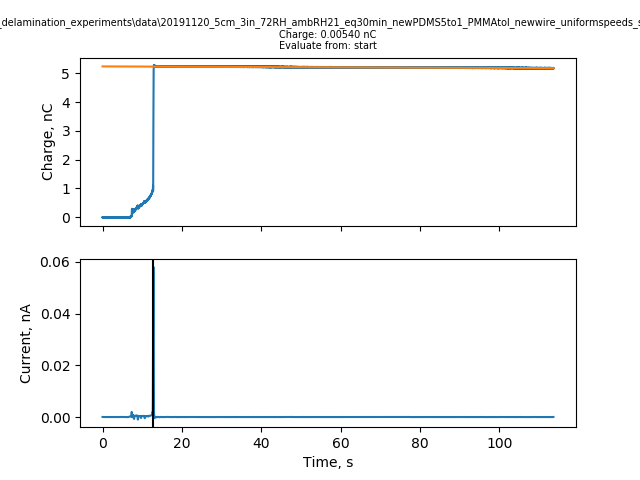 _delamination_experiments\data\20191120_5cm_3in_72RH_ambRH21_eq30min_newPDMS5to1_PMMAtol_newwire_uniformspeeds_s
Charge: 0.00540 nC
Evaluate from: start
5
4
3
2
1
0
Charge, nC
0.06
0.04
0.02
0.00
Current, nA
0 20 40 60 80 100
Time, s